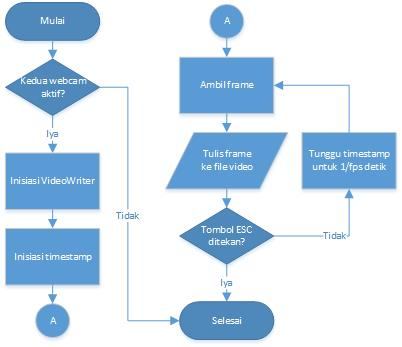 Mulai
Kedua webcam
aktif?
Iya
Inisiasi VideoWriter
Inisiasi timestamp
A
Tidak
A
Ambil frame
Tulis frame
ke file video
Tunggu timestamp
untuk 1/fps detik
Tombol ESC
ditekan?
Tidak
Iya
Selesai